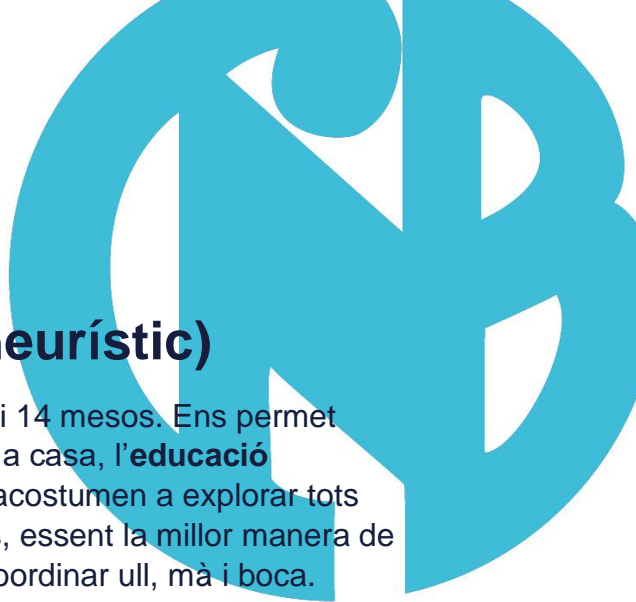 eurístic)
i 14 mesos. Ens permet
a casa, l’educació
acostumen a explorar tots
, essent la millor manera de
oordinar ull, mà i boca.